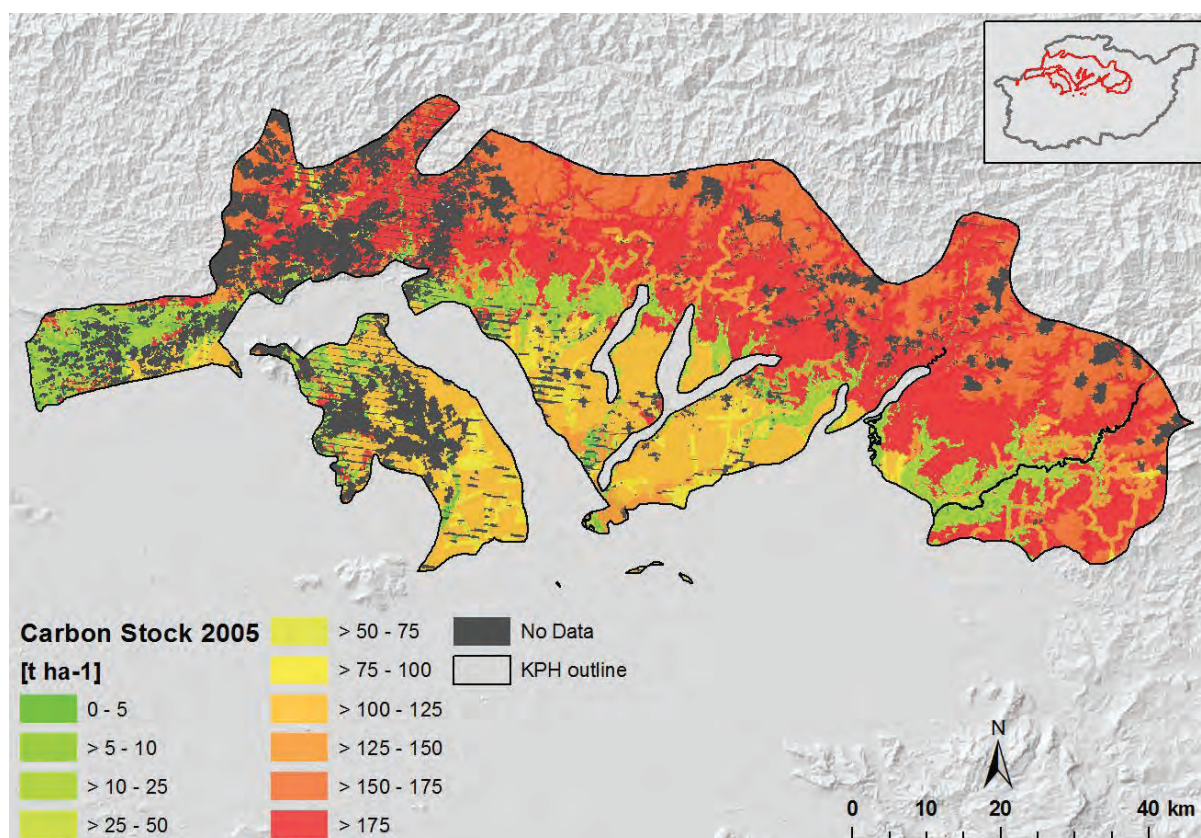 Carbon Stock 2005
[t ha-1]
0 - 5
> 5 - 10
> 10 - 25
> 25 - 50
> 50 - 75
> 75 - 100
> 100 - 125
> 125 - 150
> 150 - 175
> 175
No Data
KPH outline
N
0 10 20 40 km